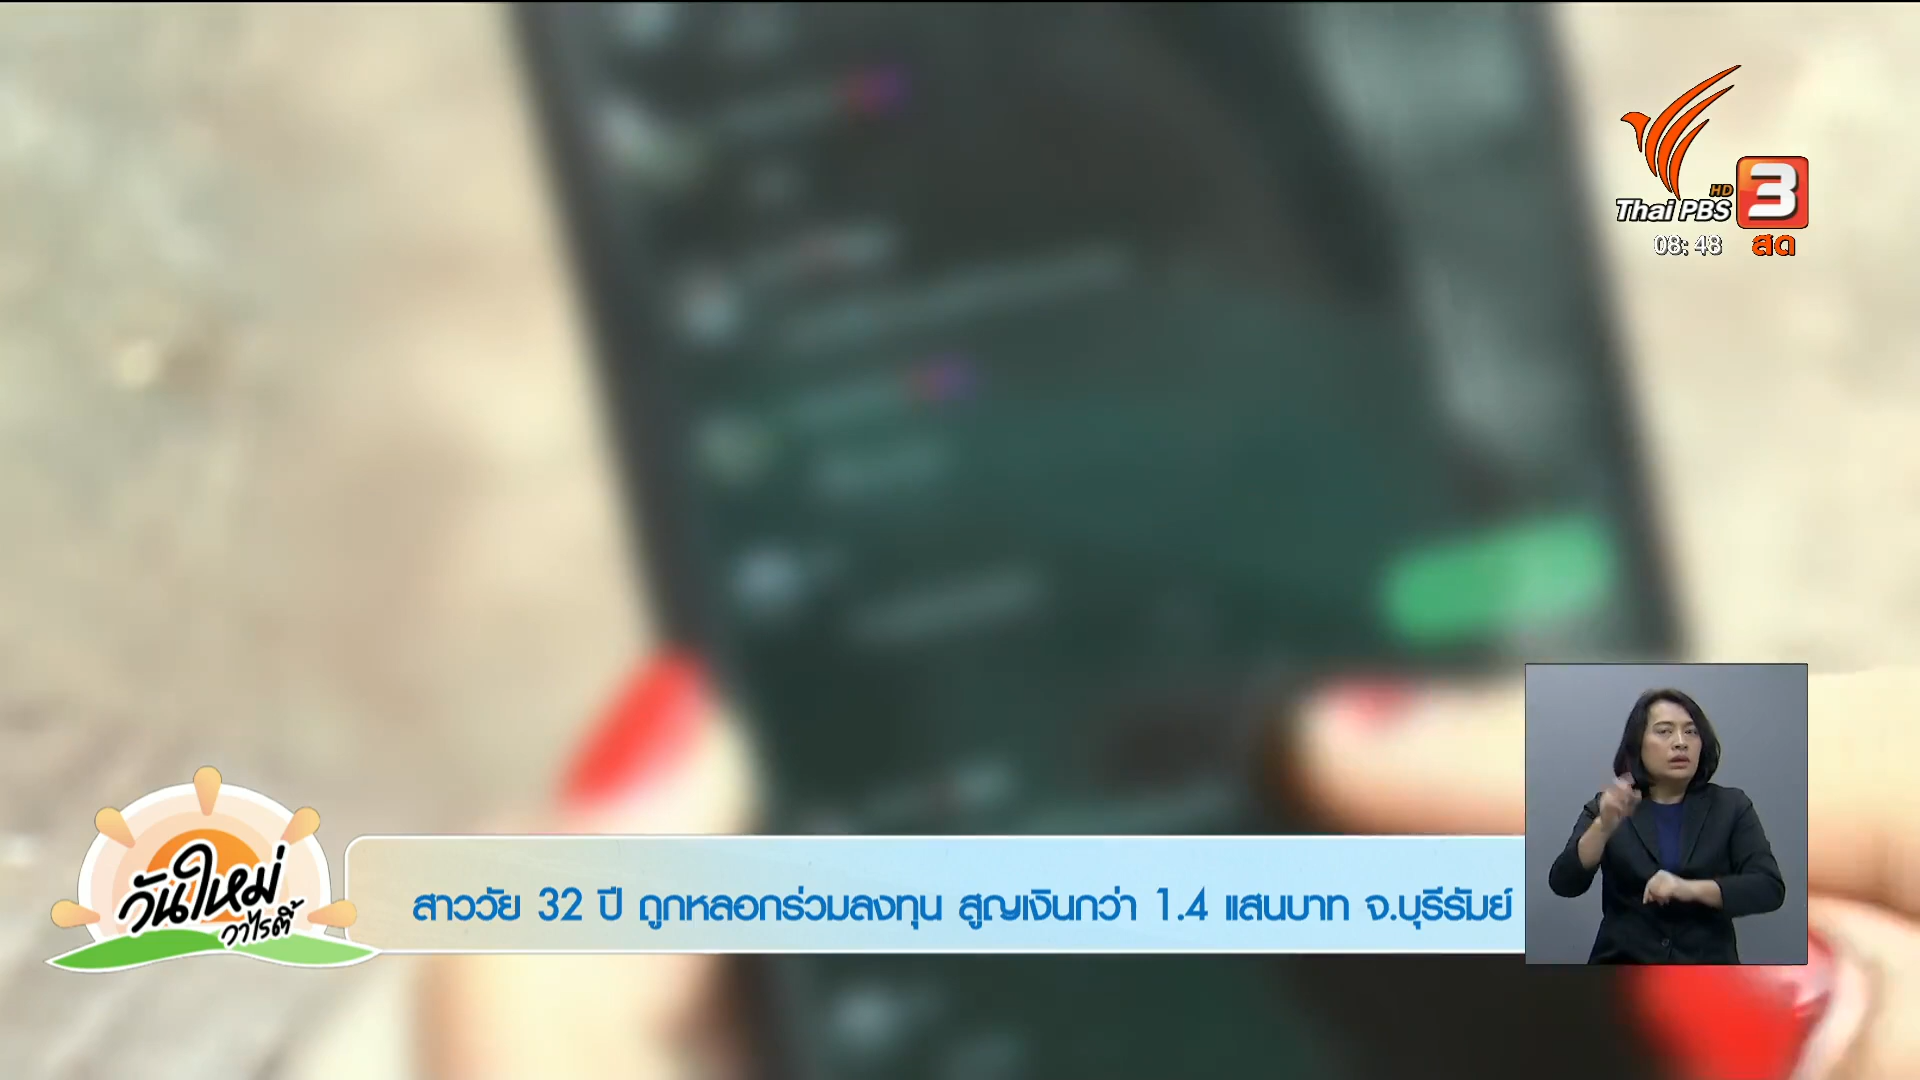 HD
Thai PBS 3
08:48 สด
วันใหม่
วาไรตี้
สาววัย 32 ปี ถูกหลอกร่วมลงทุน สูญเงินกว่า 1.4 แสนบาท จ.บุรีรัมย์